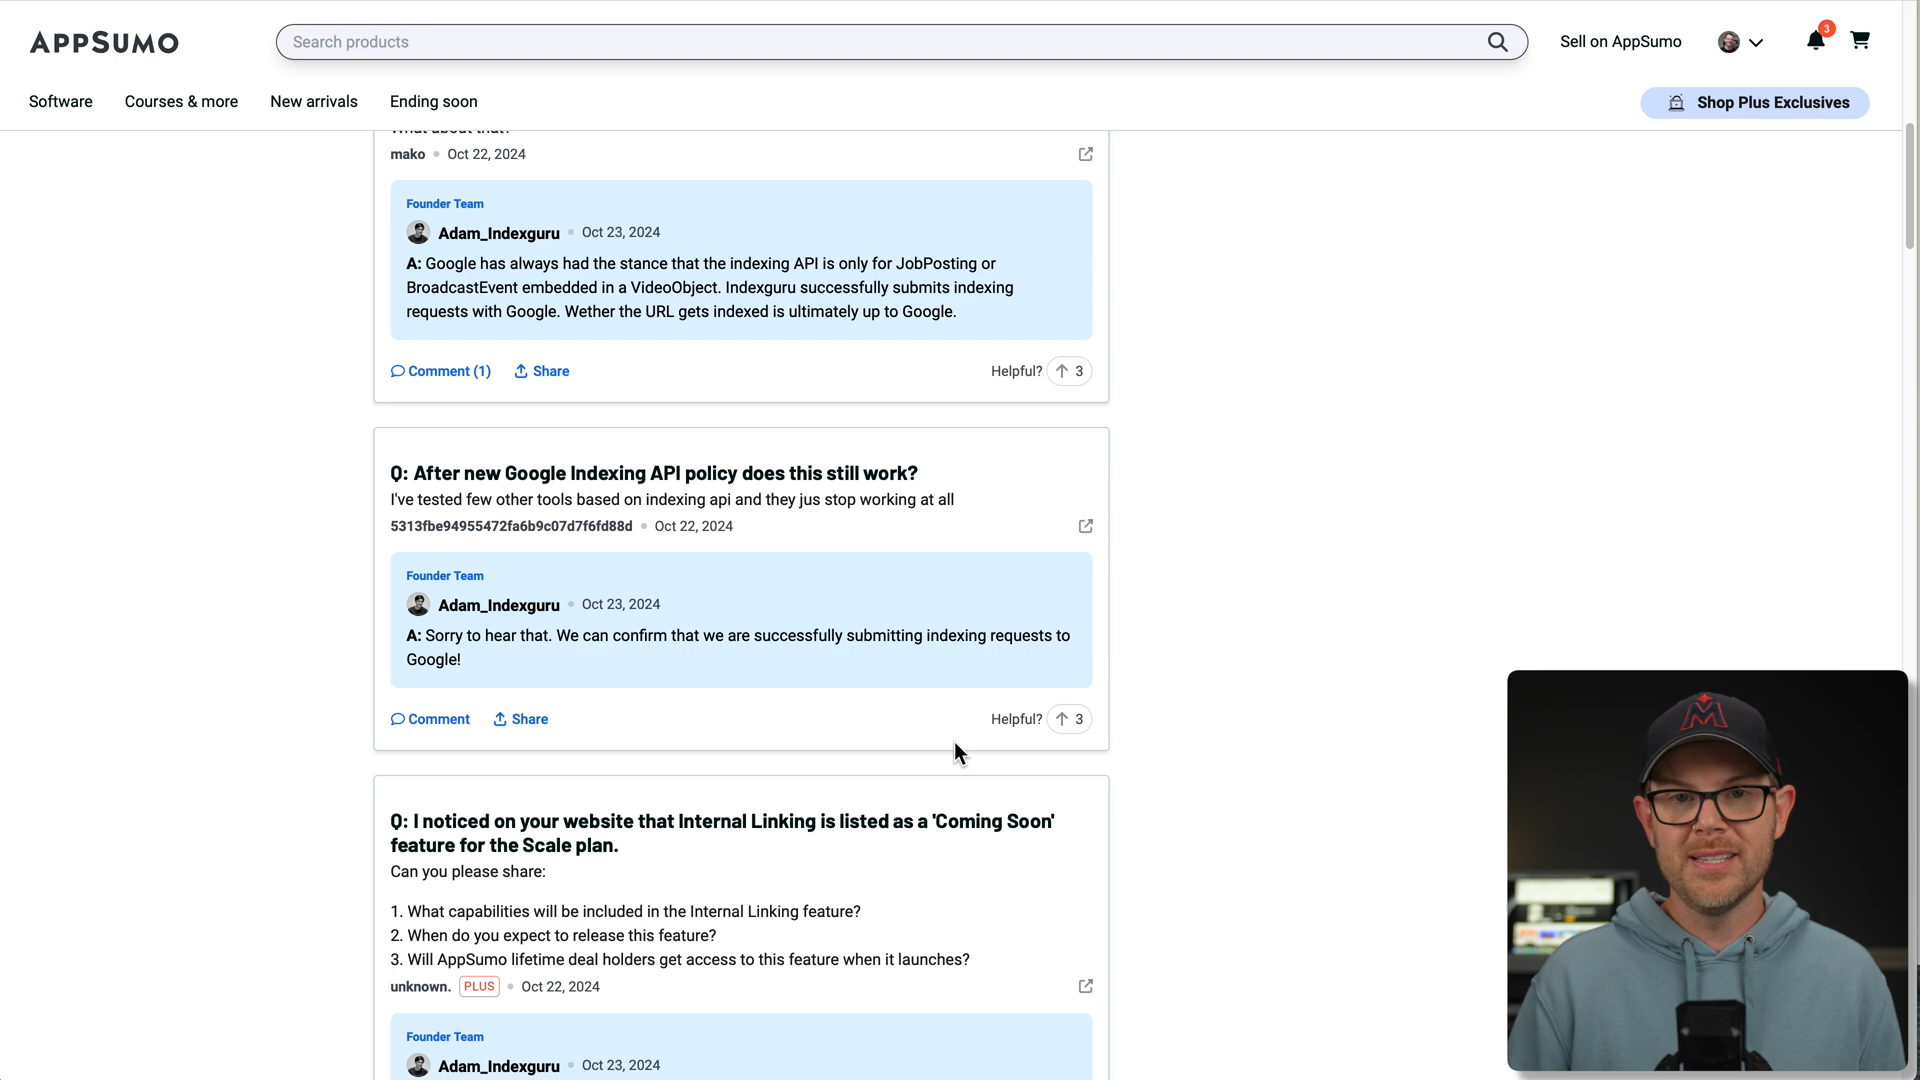 APPSUMO
Search products
Sell on AppSumo
3
Software
Courses & more
New arrivals
Ending soon
Shop Plus Exclusives
What about that?
mako • Oct 22, 2024
Founder Team
Adam_Indexguru • Oct 23, 2024
A: Google has always had the stance that the indexing API is only for JobPosting or
BroadcastEvent embedded in a VideoObject. Indexguru successfully submits indexing
requests with Google. Wether the URL gets indexed is ultimately up to Google.
Comment (1)
Share
Helpful?
3
Q: After new Google Indexing API policy does this still work?
I've tested few other tools based on indexing api and they jus stop working at all
5313fbe94955472fa6b9c07d7f6fd88d • Oct 22, 2024
Founder Team
Adam_Indexguru • Oct 23, 2024
A: Sorry to hear that. We can confirm that we are successfully submitting indexing requests to
Google!
Comment
Share
Helpful?
3
Q: I noticed on your website that Internal Linking is listed as a 'Coming Soon'
feature for the Scale plan.
Can you please share:
1. What capabilities will be included in the Internal Linking feature?
2. When do you expect to release this feature?
3. Will AppSumo lifetime deal holders get access to this feature when it launches?
unknown. PLUS • Oct 22, 2024
Founder Team
Adam_Indexguru • Oct 23, 2024
M